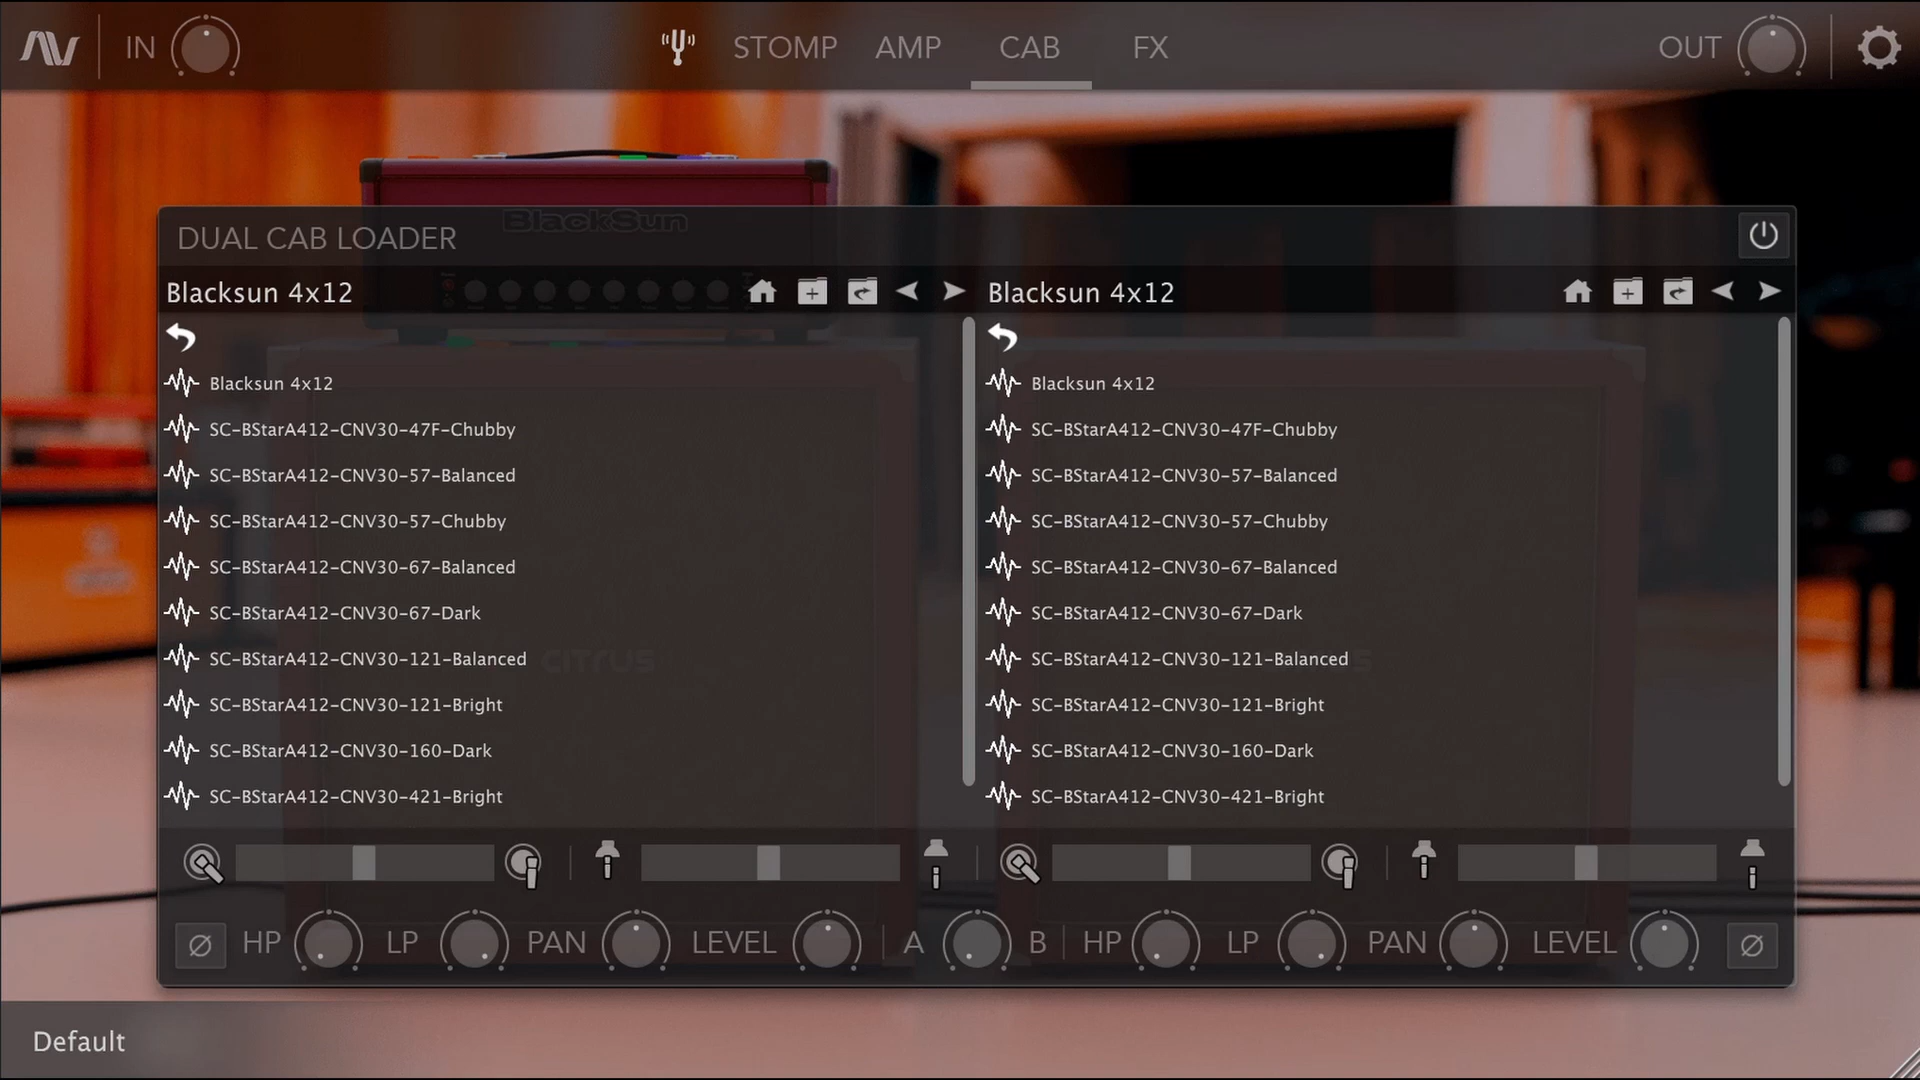 IN STOMP AMP CAB FX OUT
BlackSun
DUAL CAB LOADER
Blacksun 4x12
Blacksun 4x12
SC-BStarA412-CNV30-47F-Chubby
SC-BStarA412-CNV30-57-Balanced
SC-BStarA412-CNV30-57-Chubby
SC-BStarA412-CNV30-67-Balanced
SC-BStarA412-CNV30-67-Dark
SC-BStarA412-CNV30-121-Balanced
CITRUS
SC-BStarA412-CNV30-121-Bright
SC-BStarA412-CNV30-160-Dark
SC-BStarA412-CNV30-421-Bright
Blacksun 4x12
Blacksun 4x12
SC-BStarA412-CNV30-47F-Chubby
SC-BStarA412-CNV30-57-Balanced
SC-BStarA412-CNV30-57-Chubby
SC-BStarA412-CNV30-67-Balanced
SC-BStarA412-CNV30-67-Dark
SC-BStarA412-CNV30-121-Balanced
SC-BStarA412-CNV30-121-Bright
SC-BStarA412-CNV30-160-Dark
SC-BStarA412-CNV30-421-Bright
Ø HP LP PAN LEVEL A B HP LP PAN LEVEL Ø
Default